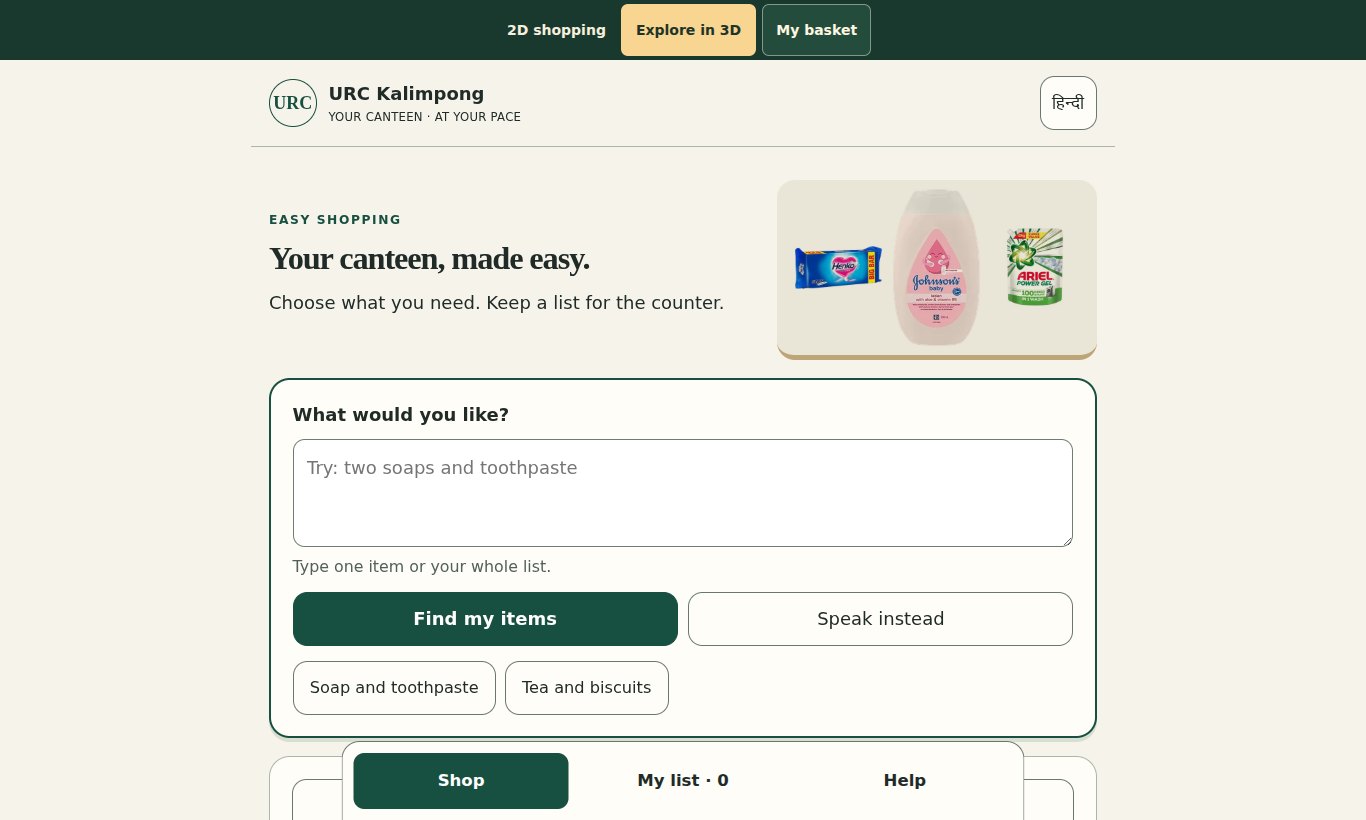 2D shopping
Explore in 3D
My basket
URC
URC Kalimpong
YOUR CANTEEN · AT YOUR PACE
हिन्दी
EASY SHOPPING
Your canteen, made easy.
Choose what you need. Keep a list for the counter.
Henko
BIG BAR
Johnson's
baby
lotion
ARIEL
POWER GEL
What would you like?
Try: two soaps and toothpaste
Type one item or your whole list.
Find my items
Speak instead
Soap and toothpaste
Tea and biscuits
Shop
My list · 0
Help